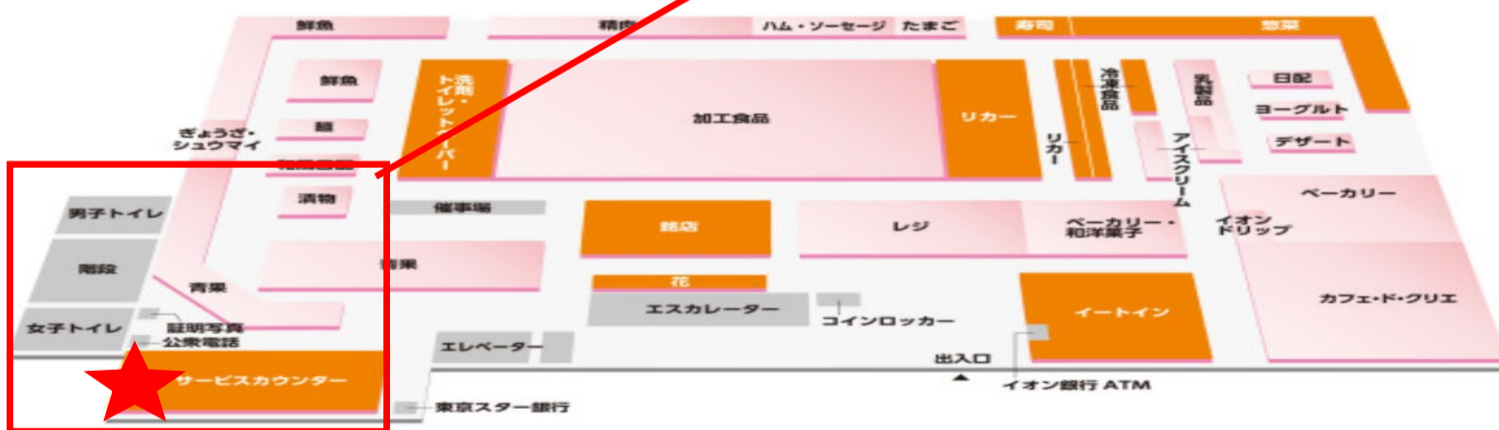 鮮魚
精肉
ハム・ソーセージ
たまご
寿司
惣菜
鮮魚
洗剤・
トイレットペーパー
加工食品
リカー
リカー
冷凍食品
乳製品
日配
ヨーグルト
デザート
アイスクリーム
麺
ぎょうざ・
シュウマイ
和風日配
漬物
男子トイレ
催事場
銘店
レジ
ベーカリー・
和洋菓子
イオン
ドリップ
ベーカリー
階段
青果
青果
花
エスカレーター
コインロッカー
イートイン
カフェ・ド・クリエ
女子トイレ
証明写真
公衆電話
エレベーター
出入口
サービスカウンター
イオン銀行 ATM
東京スター銀行